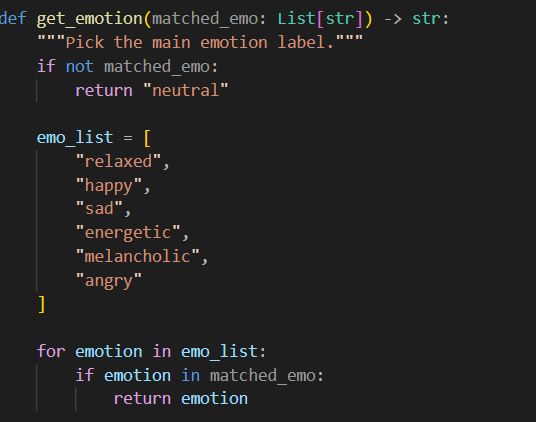 def get_emotion(matched_emo: List[str]) -> str:
    """Pick the main emotion label."""
    if not matched_emo:
        return "neutral"

    emo_list = [
        "relaxed",
        "happy",
        "sad",
        "energetic",
        "melancholic",
        "angry"
    ]

    for emotion in emo_list:
        if emotion in matched_emo:
            return emotion